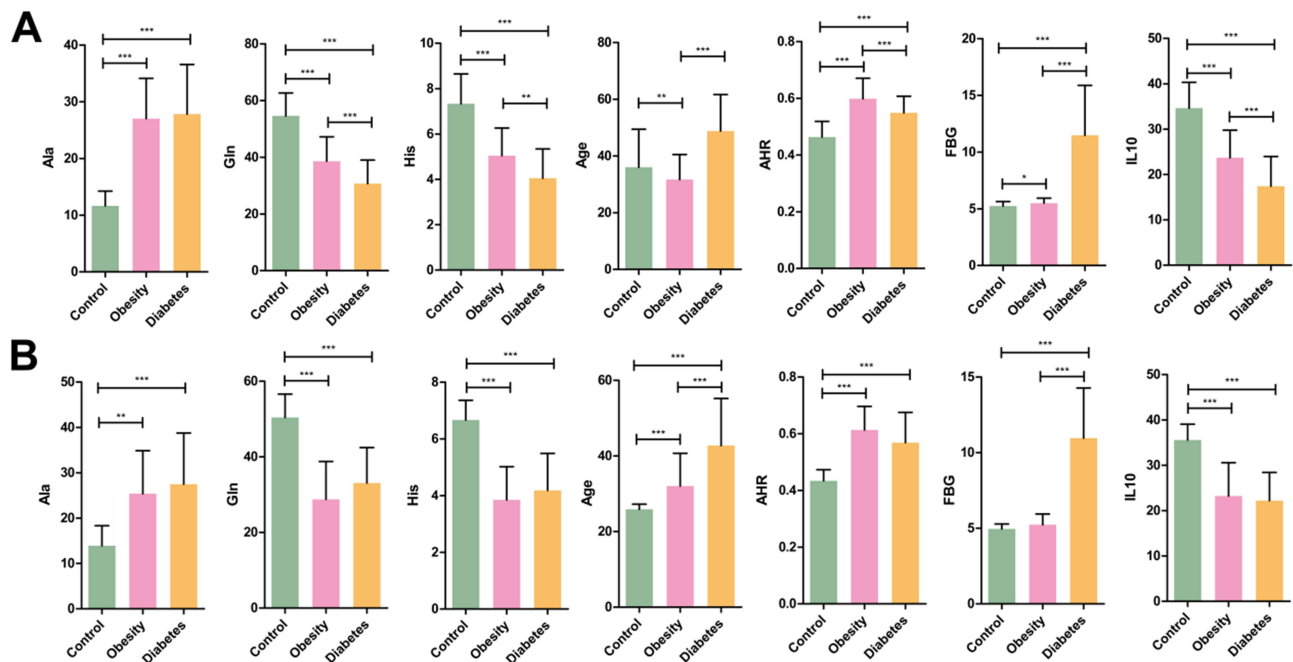 A
Ala
40
30
20
10
0
***
***
Control
Obesity
Diabetes
Gln
80
60
40
20
0
***
***
***
Control
Obesity
Diabetes
His
10
8
6
4
2
0
***
***
**
Control
Obesity
Diabetes
Age
80
60
40
20
0
***
**
Control
Obesity
Diabetes
AHR
0.8
0.6
0.4
0.2
0.0
***
***
***
Control
Obesity
Diabetes
FBG
20
15
10
5
0
***
***
*
Control
Obesity
Diabetes
IL10
50
40
30
20
10
0
***
***
***
Control
Obesity
Diabetes
B
Ala
50
40
30
20
10
0
***
**
Control
Obesity
Diabetes
Gln
60
40
20
0
***
***
Control
Obesity
Diabetes
His
8
6
4
2
0
***
***
Control
Obesity
Diabetes
Age
60
40
20
0
***
***
***
Control
Obesity
Diabetes
AHR
0.8
0.6
0.4
0.2
0.0
***
***
Control
Obesity
Diabetes
FBG
15
10
5
0
***
***
Control
Obesity
Diabetes
IL10
50
40
30
20
10
0
***
***
Control
Obesity
Diabetes